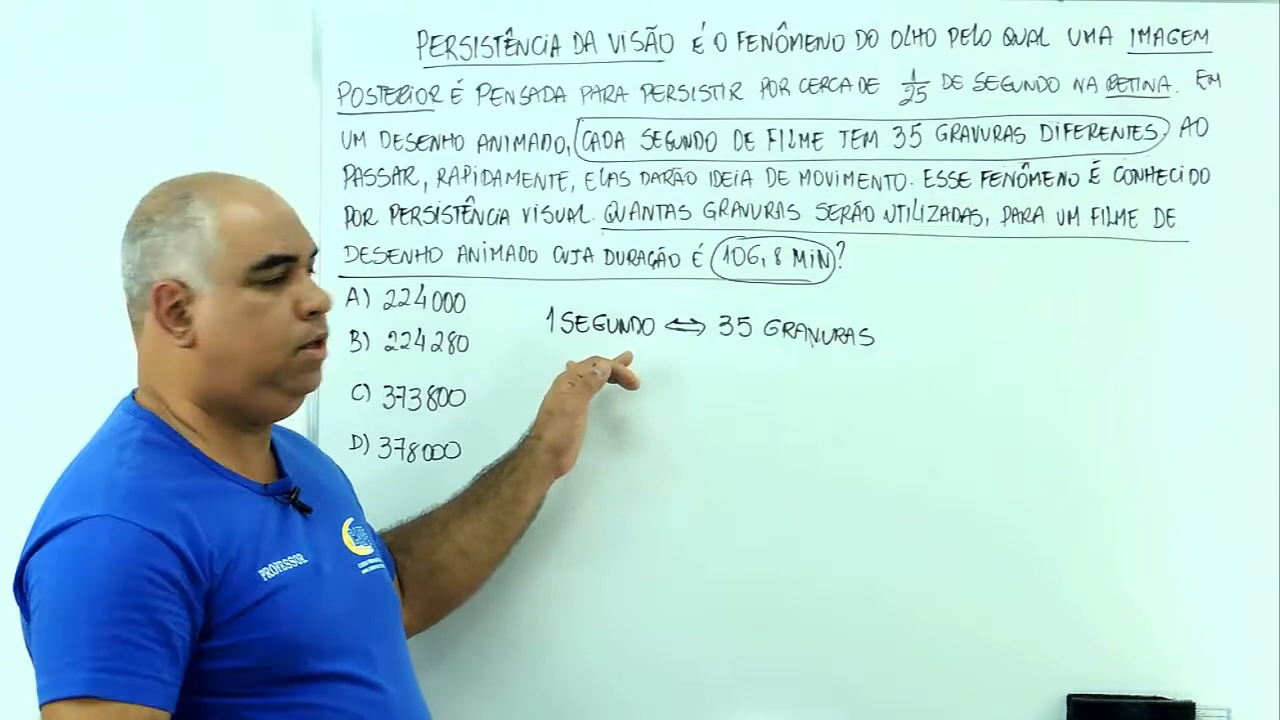 PERSISTÊNCIA DA VISÃO É O FENÔMENO DO OLHO PELO QUAL UMA IMAGEM
POSTERIOR É PENSADA PARA PERSISTIR POR CERCA DE 1/25 DE SEGUNDO NA RETINA. EM
UM DESENHO ANIMADO, CADA SEGUNDO DE FILME TEM 35 GRAVURAS DIFERENTES, AO
PASSAR, RAPIDAMENTE, ELAS DARÃO IDEIA DE MOVIMENTO. ESSE FENÔMENO É CONHECIDO
POR PERSISTÊNCIA VISUAL. QUANTAS GRAVURAS SERÃO UTILIZADAS, PARA UM FILME DE
DESENHO ANIMADO CUJA DURAÇÃO É 106,8 MIN?
A) 224000
B) 224280
C) 373800
D) 378000
1 SEGUNDO ⇔ 35 GRAVURAS
PROFESSOR